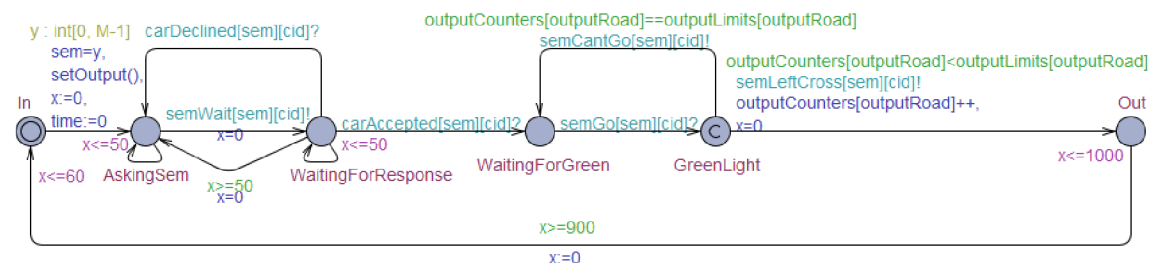 outputCounters[outputRoad]==outputLimits[outputRoad]
y : int[0, M-1] carDeclined[sem][cid]?
semCantGo[sem][cid]!
sem=y,
outputCounters[outputRoad]<outputLimits[outputRoad]
setOutput(),
semLeftCross[sem][cid]!
In
x:=0,
outputCounters[outputRoad]++,
Out
time:=0
semWait[sem][cid]!
x=0
carAccepted[sem][cid]?
semGo[sem][cid]?
C
x=0
x<=50
x<=50
x<=1000
x<=60
AskingSem
WaitingForResponse
WaitingForGreen
GreenLight
x>=50
x=0
x>=900
x:=0